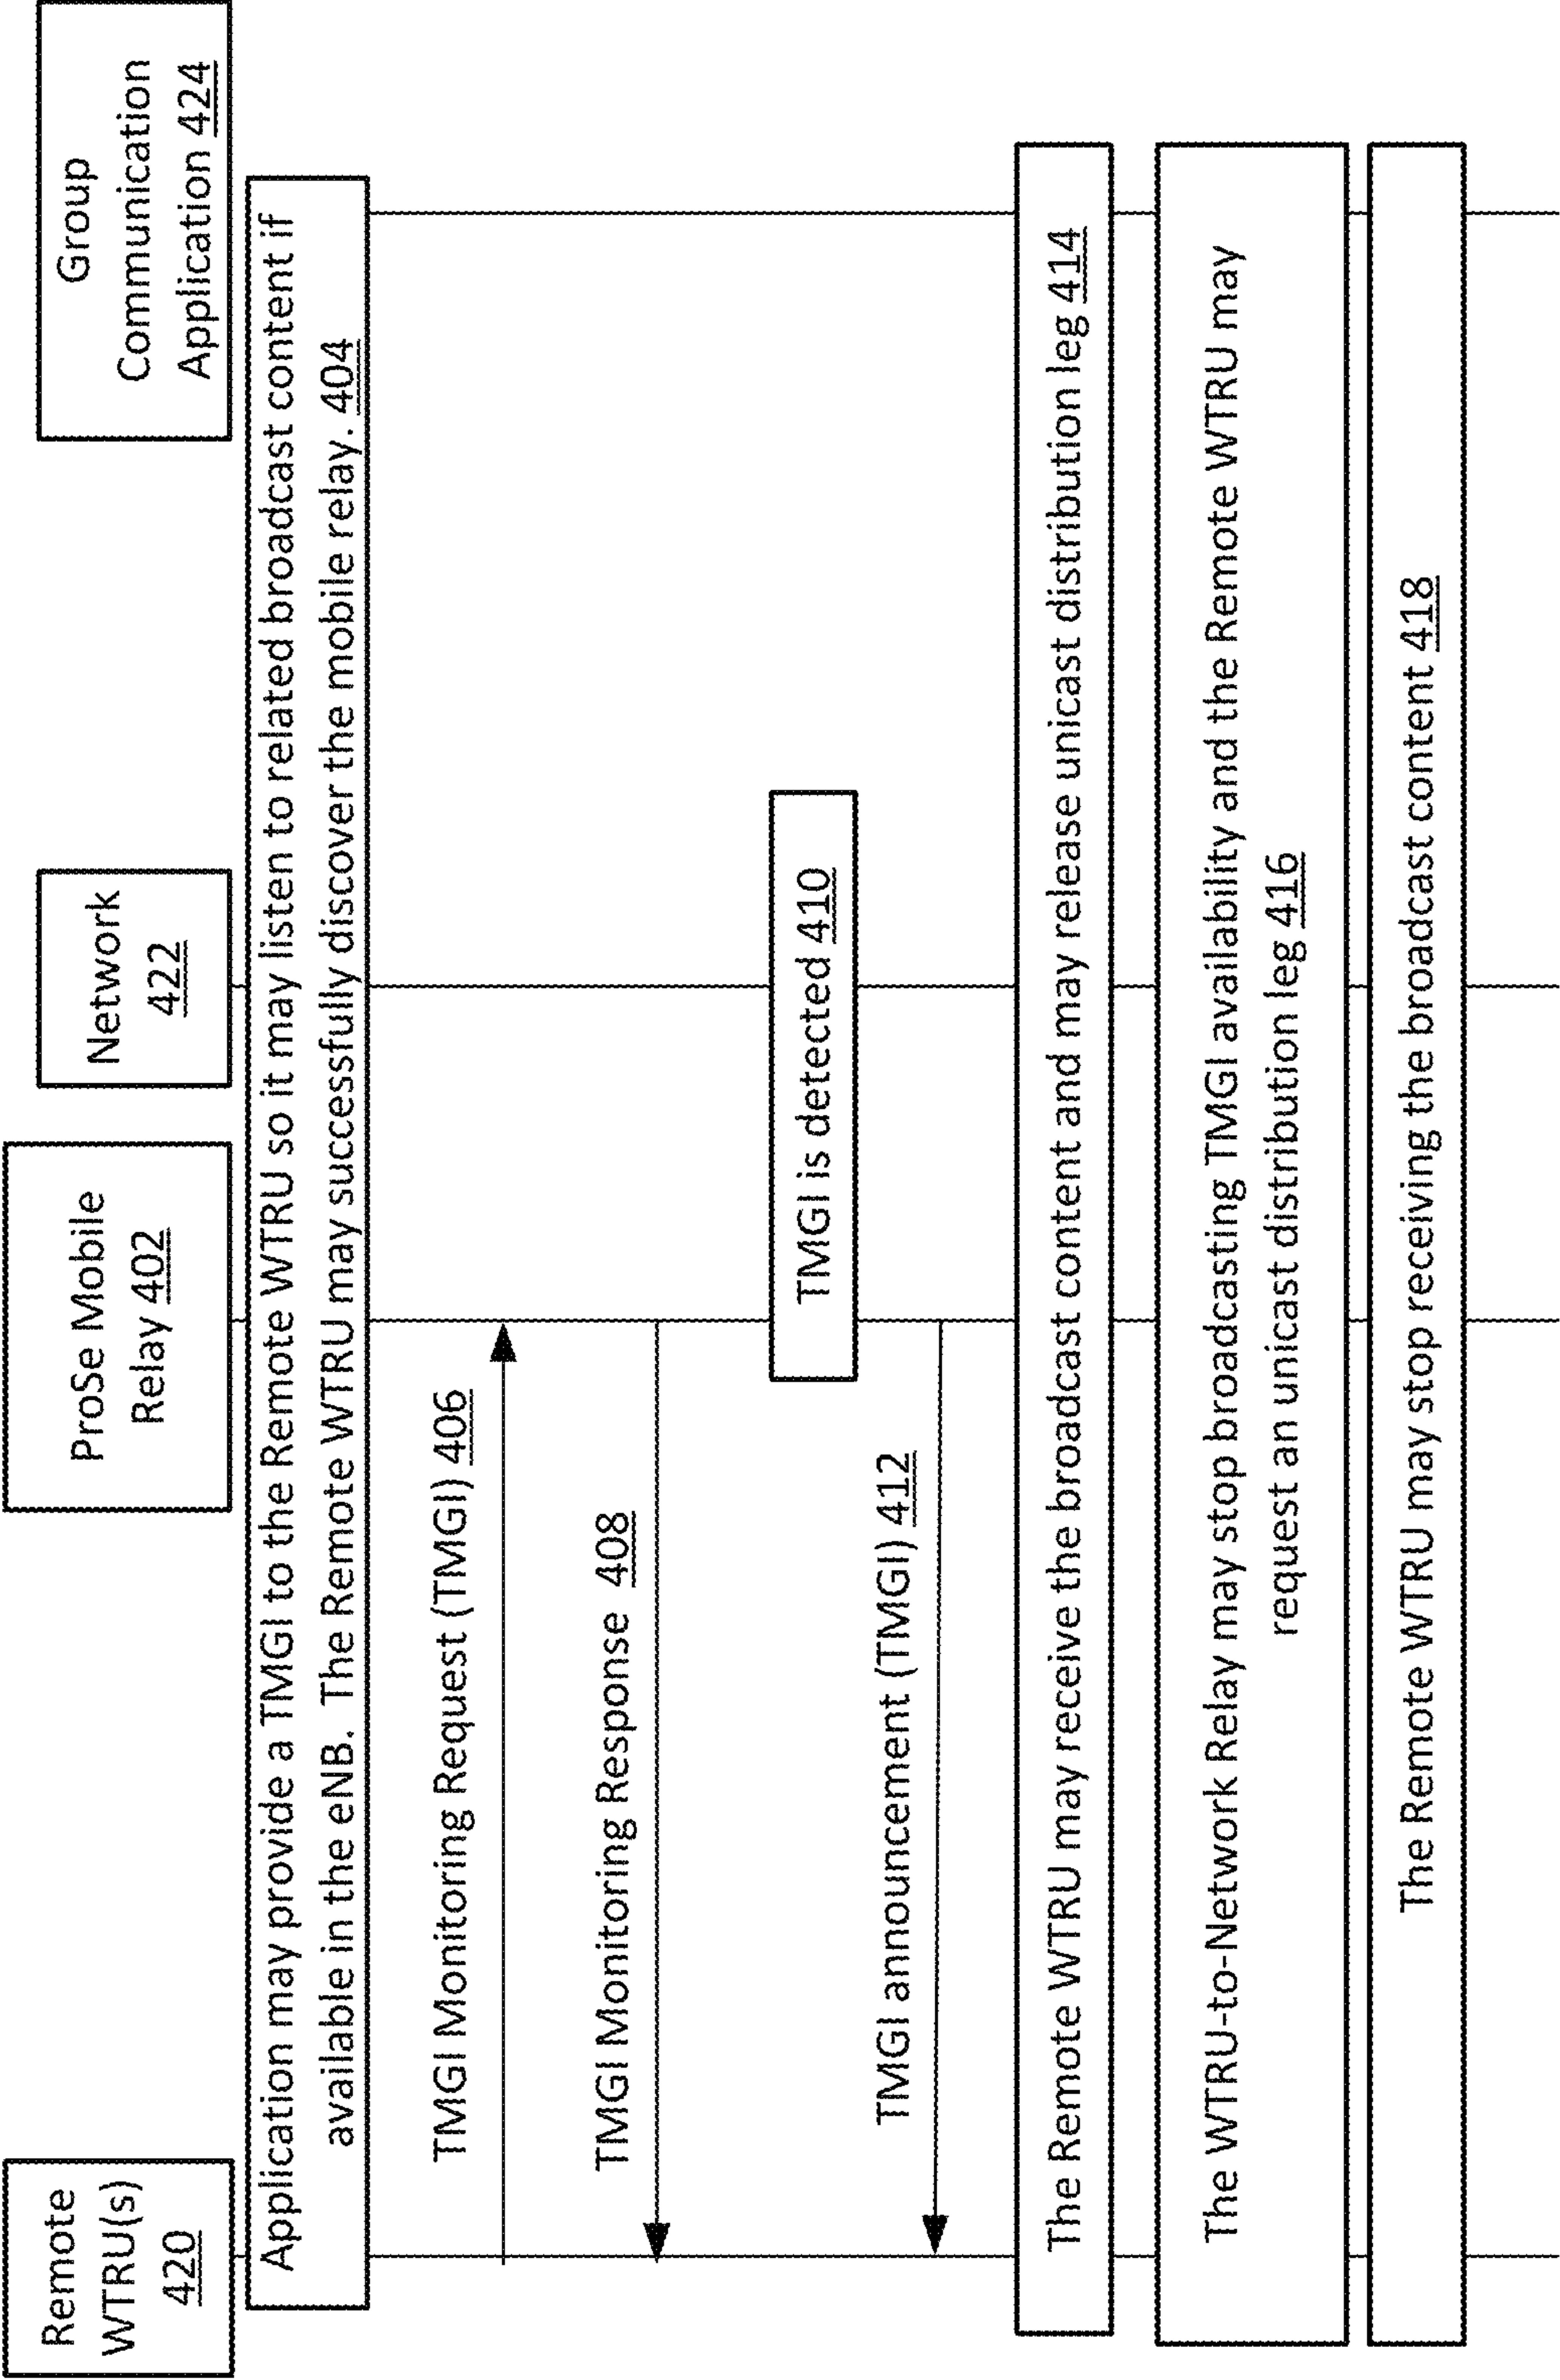 Remote
WTRU(s)
420
ProSe Mobile
Relay 402
Network
422
Group
Communication
Application 424
Application may provide a TMGI to the Remote WTRU so it may listen to related broadcast content if
available in the eNB. The Remote WTRU may successfully discover the mobile relay. 404
TMGI Monitoring Request (TMGI) 406
TMGI Monitoring Response 408
TMGI is detected 410
TMGI announcement (TMGI) 412
The Remote WTRU may receive the broadcast content and may release unicast distribution leg 414
The WTRU-to-Network Relay may stop broadcasting TMGI availability and the Remote WTRU may
request an unicast distribution leg 416
The Remote WTRU may stop receiving the broadcast content 418